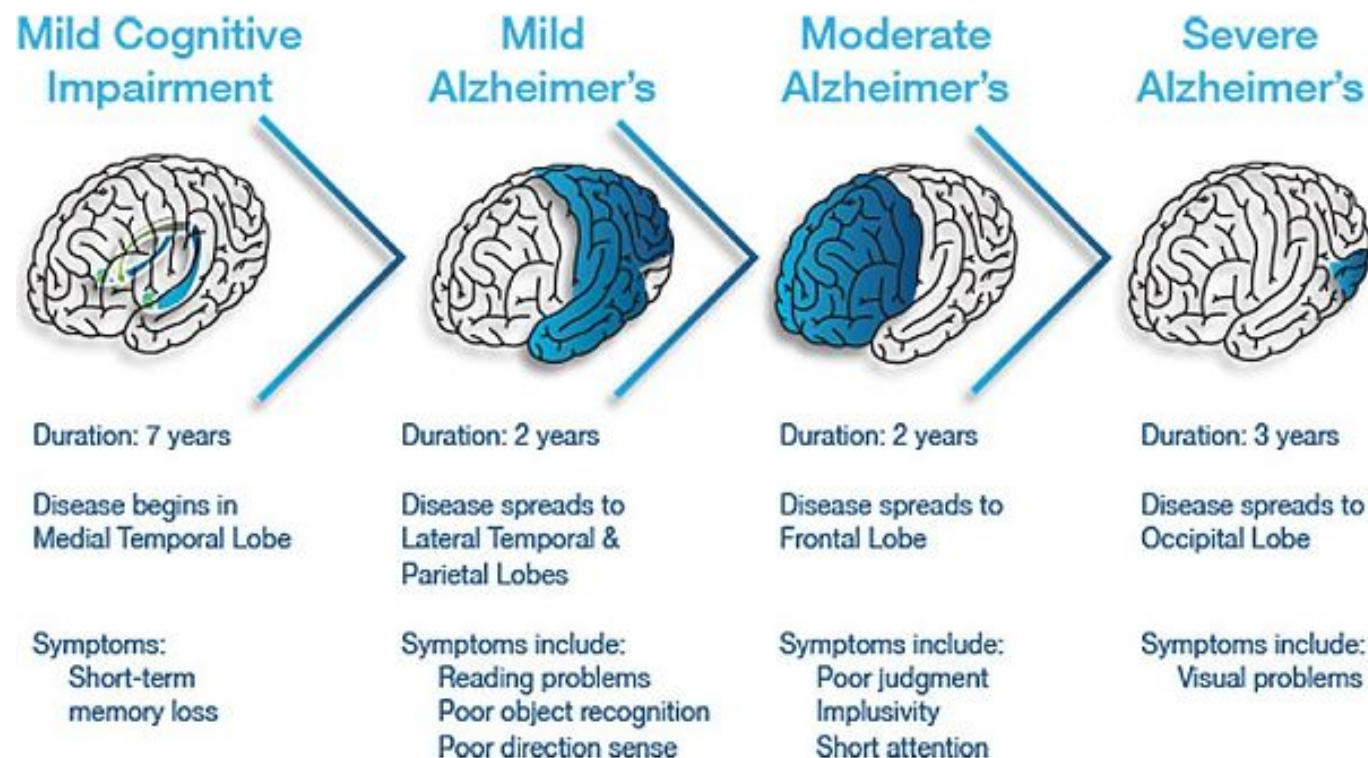 Mild Cognitive
Impairment
Mild
Alzheimer's
Moderate
Alzheimer's
Severe
Alzheimer's
Duration: 7 years
Disease begins in
Medial Temporal Lobe
Symptoms:
Short-term
memory loss
Duration: 2 years
Disease spreads to
Lateral Temporal &
Parietal Lobes
Symptoms include:
Reading problems
Poor object recognition
Poor direction sense
Duration: 2 years
Disease spreads to
Frontal Lobe
Symptoms include:
Poor judgment
Implusivity
Short attention
Duration: 3 years
Disease spreads to
Occipital Lobe
Symptoms include:
Visual problems